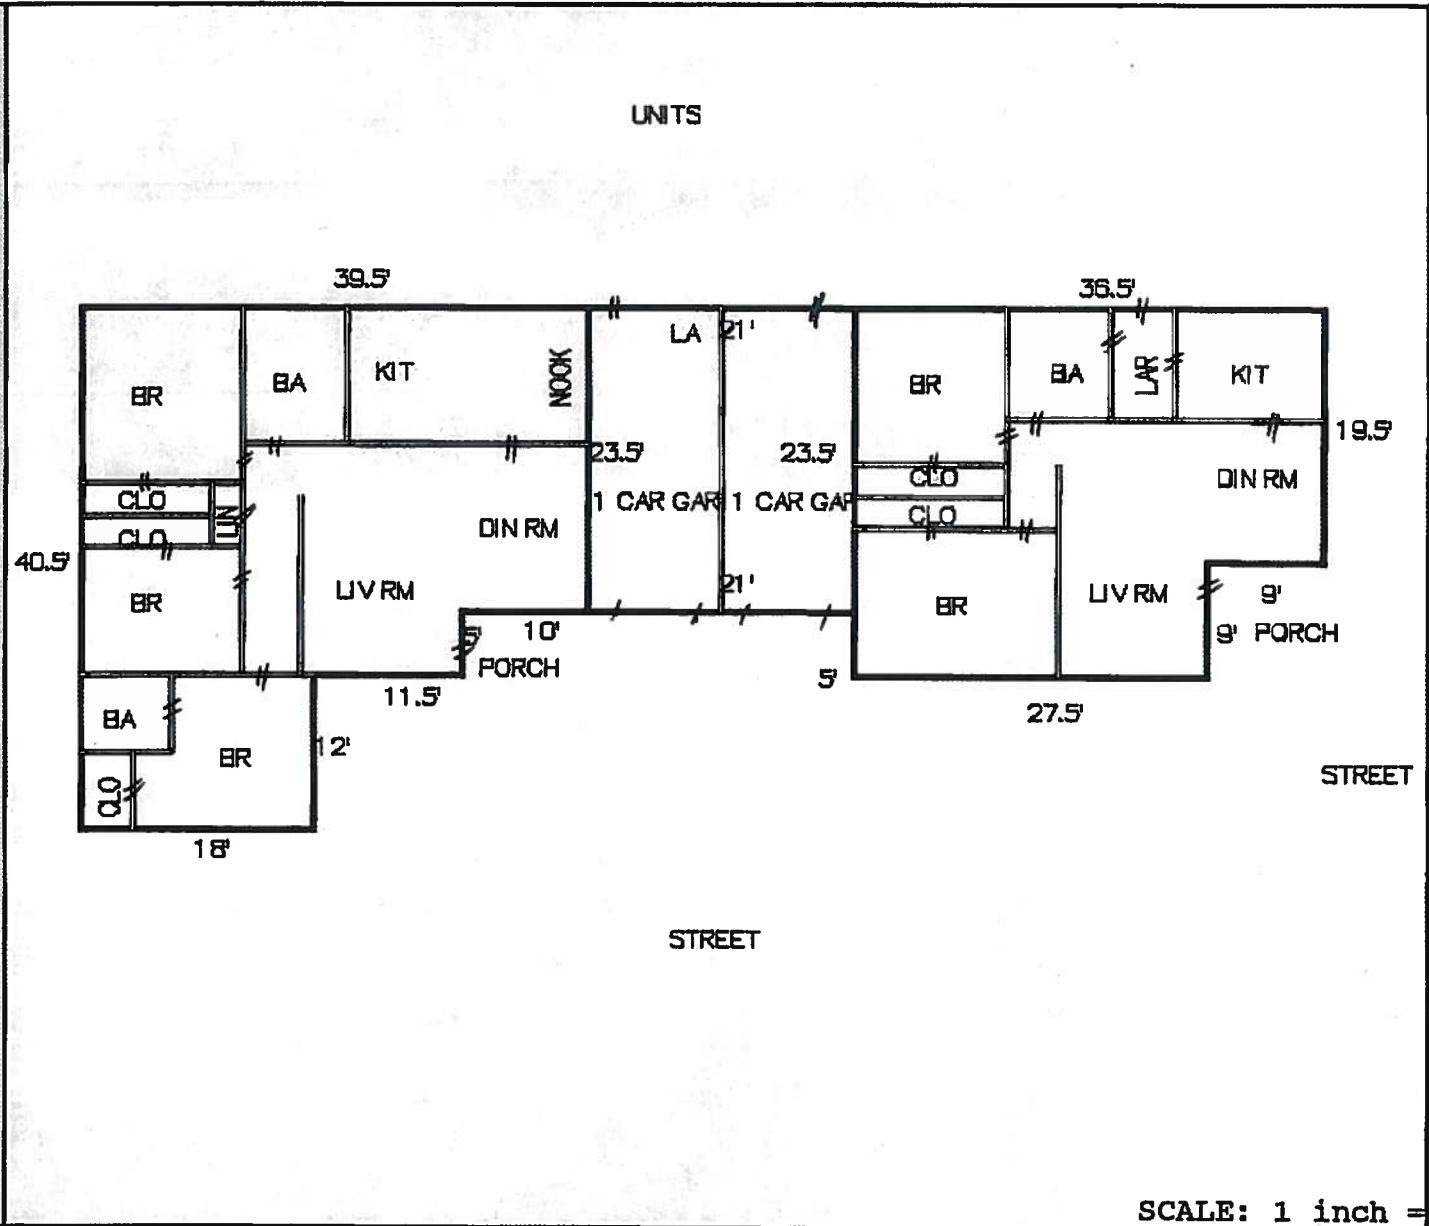 UNITS
39.5'
36.5'
LA
21'
BR
BA
KIT
NOOK
BR
BA
LAR
KIT
23.5'
23.5'
19.5'
CLO
LIN
1 CAR GAR
1 CAR GAR
CLO
DIN RM
CLO
DIN RM
CLO
40.5'
BR
LIV RM
21'
BR
LIV RM
9'
5'
10'
9'
PORCH
PORCH
11.5'
5'
27.5'
BA
BR
12'
CLO
18'
STREET
STREET
SCALE: 1 inch =